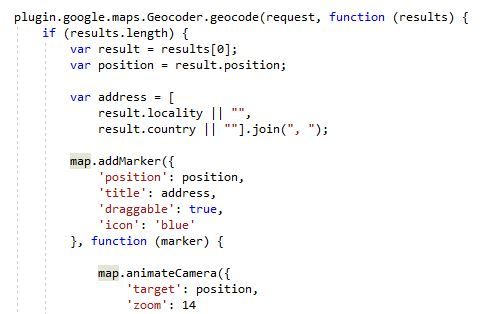 plugin.google.maps.Geocoder.geocode(request, function (results) {
    if (results.length) {
        var result = results[0];
        var position = result.position;

        var address = [
            result.locality || "",
            result.country || ""].join(", ");

        map.addMarker({
            'position': position,
            'title': address,
            'draggable': true,
            'icon': 'blue'
        }, function (marker) {

            map.animateCamera({
                'target': position,
                'zoom': 14